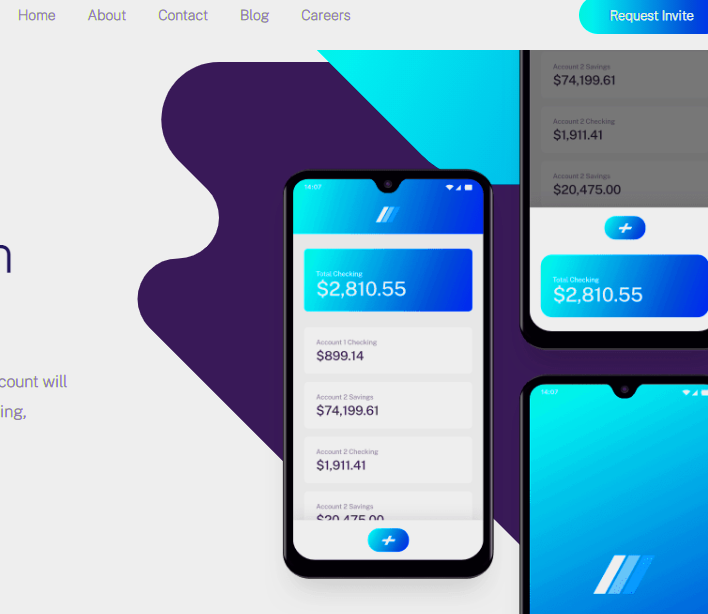 Home About Contact Blog Careers Request Invite
n
count will
ing,
14:07
Total Checking
$2,810.55
Account 1 Checking
$899.14
Account 2 Savings
$74,199.61
Account 2 Checking
$1,911.41
Account 2 Savings
$20,475.00
Account 2 Savings
$74,199.61
Account 2 Checking
$1,911.41
Account 2 Savings
$20,475.00
Total Checking
$2,810.55
14:07